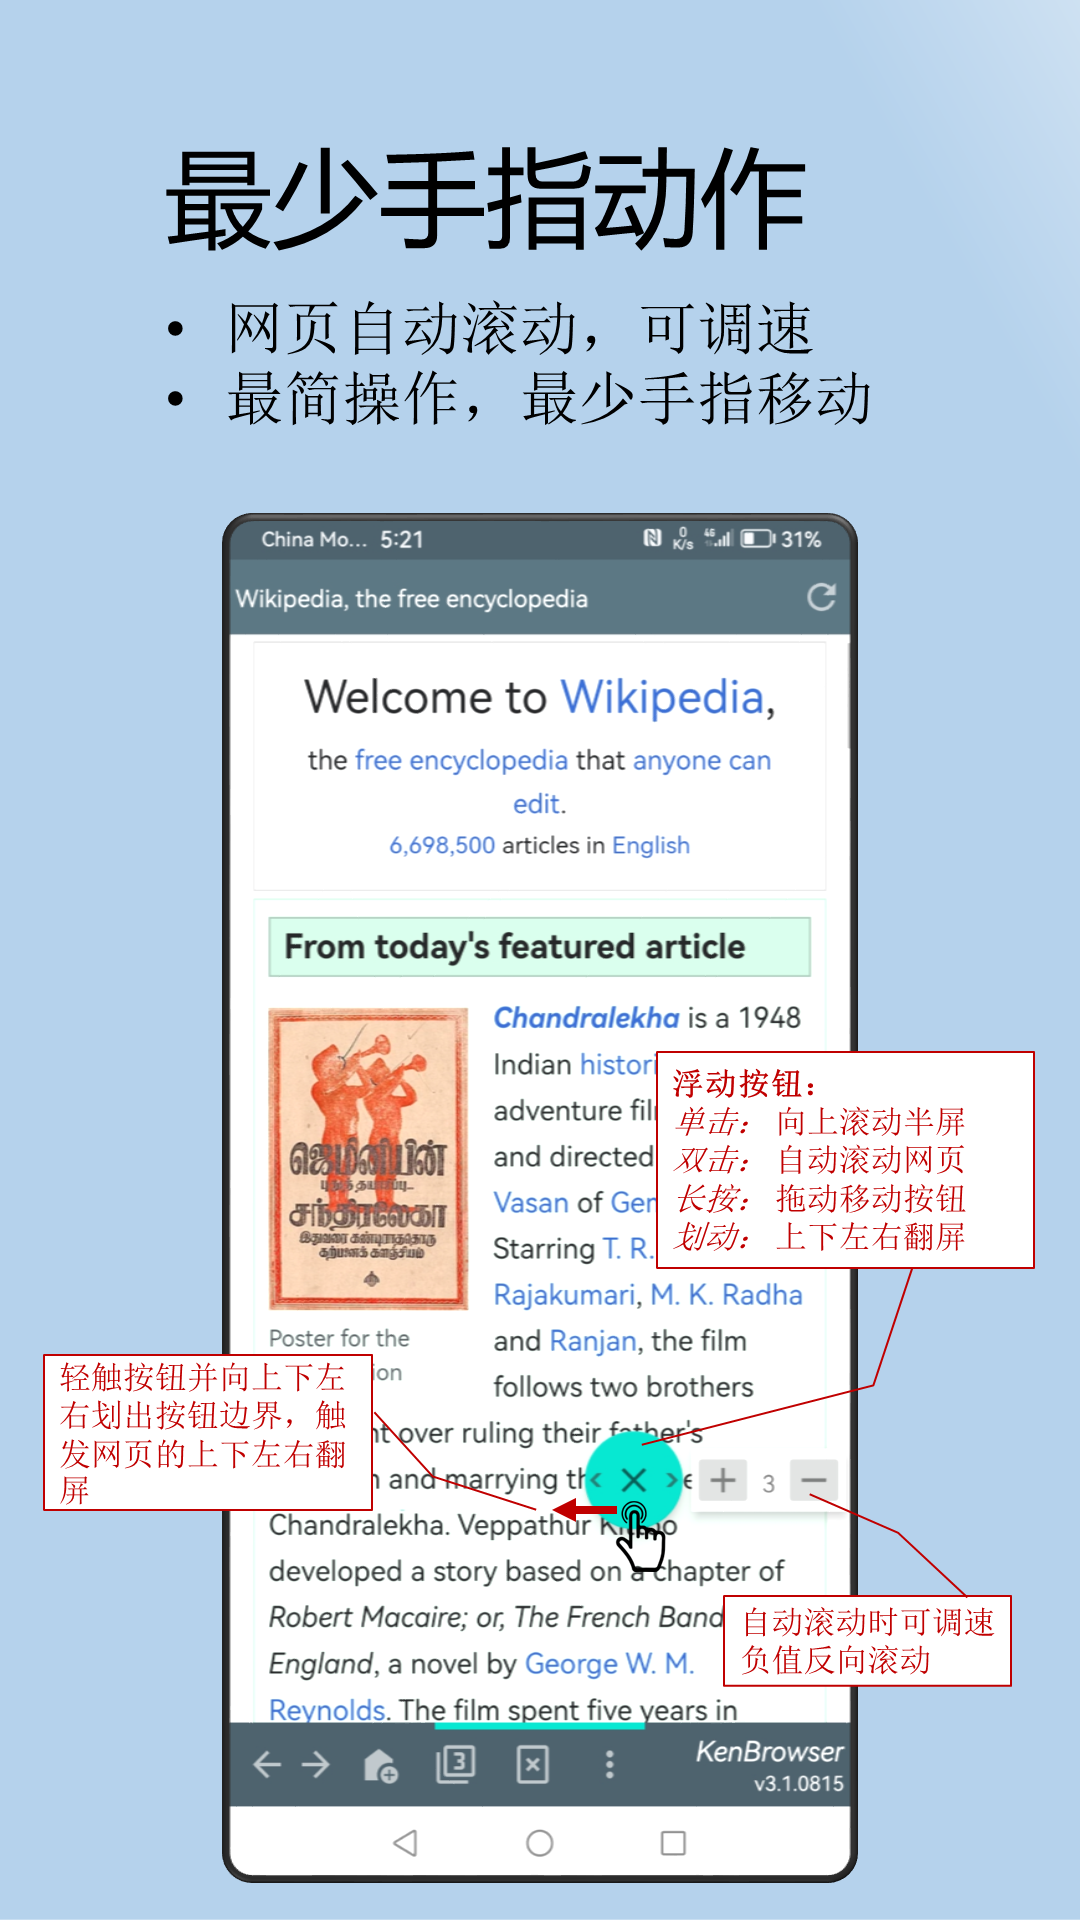 最少手指动作
• 网页自动滚动，可调速
• 最简操作，最少手指移动
China Mo... 5:21
0 K/s 4G 31%
Wikipedia, the free encyclopedia
Welcome to Wikipedia,
the free encyclopedia that anyone can
edit.
6,698,500 articles in English
From today's featured article
Chandralekha is a 1948
Indian histori
adventure fil
and directed
Vasan of Ge
Starring T. R.
Rajakumari, M. K. Radha
and Ranjan, the film
follows two brothers
ஜெமினியின்
சந்திரலேகா
Poster for the
ion
nt over ruling their father's
n and marrying th
Chandralekha. Veppathur K
o
developed a story based on a chapter of
Robert Macaire; or, The French Band
England, a novel by George W. M.
Reynolds. The film spent five years in
浮动按钮：
单击： 向上滚动半屏
双击： 自动滚动网页
长按： 拖动移动按钮
划动： 上下左右翻屏
轻触按钮并向上下左
右划出按钮边界，触
发网页的上下左右翻
屏
3
自动滚动时可调速
负值反向滚动
3
KenBrowser
v3.1.0815